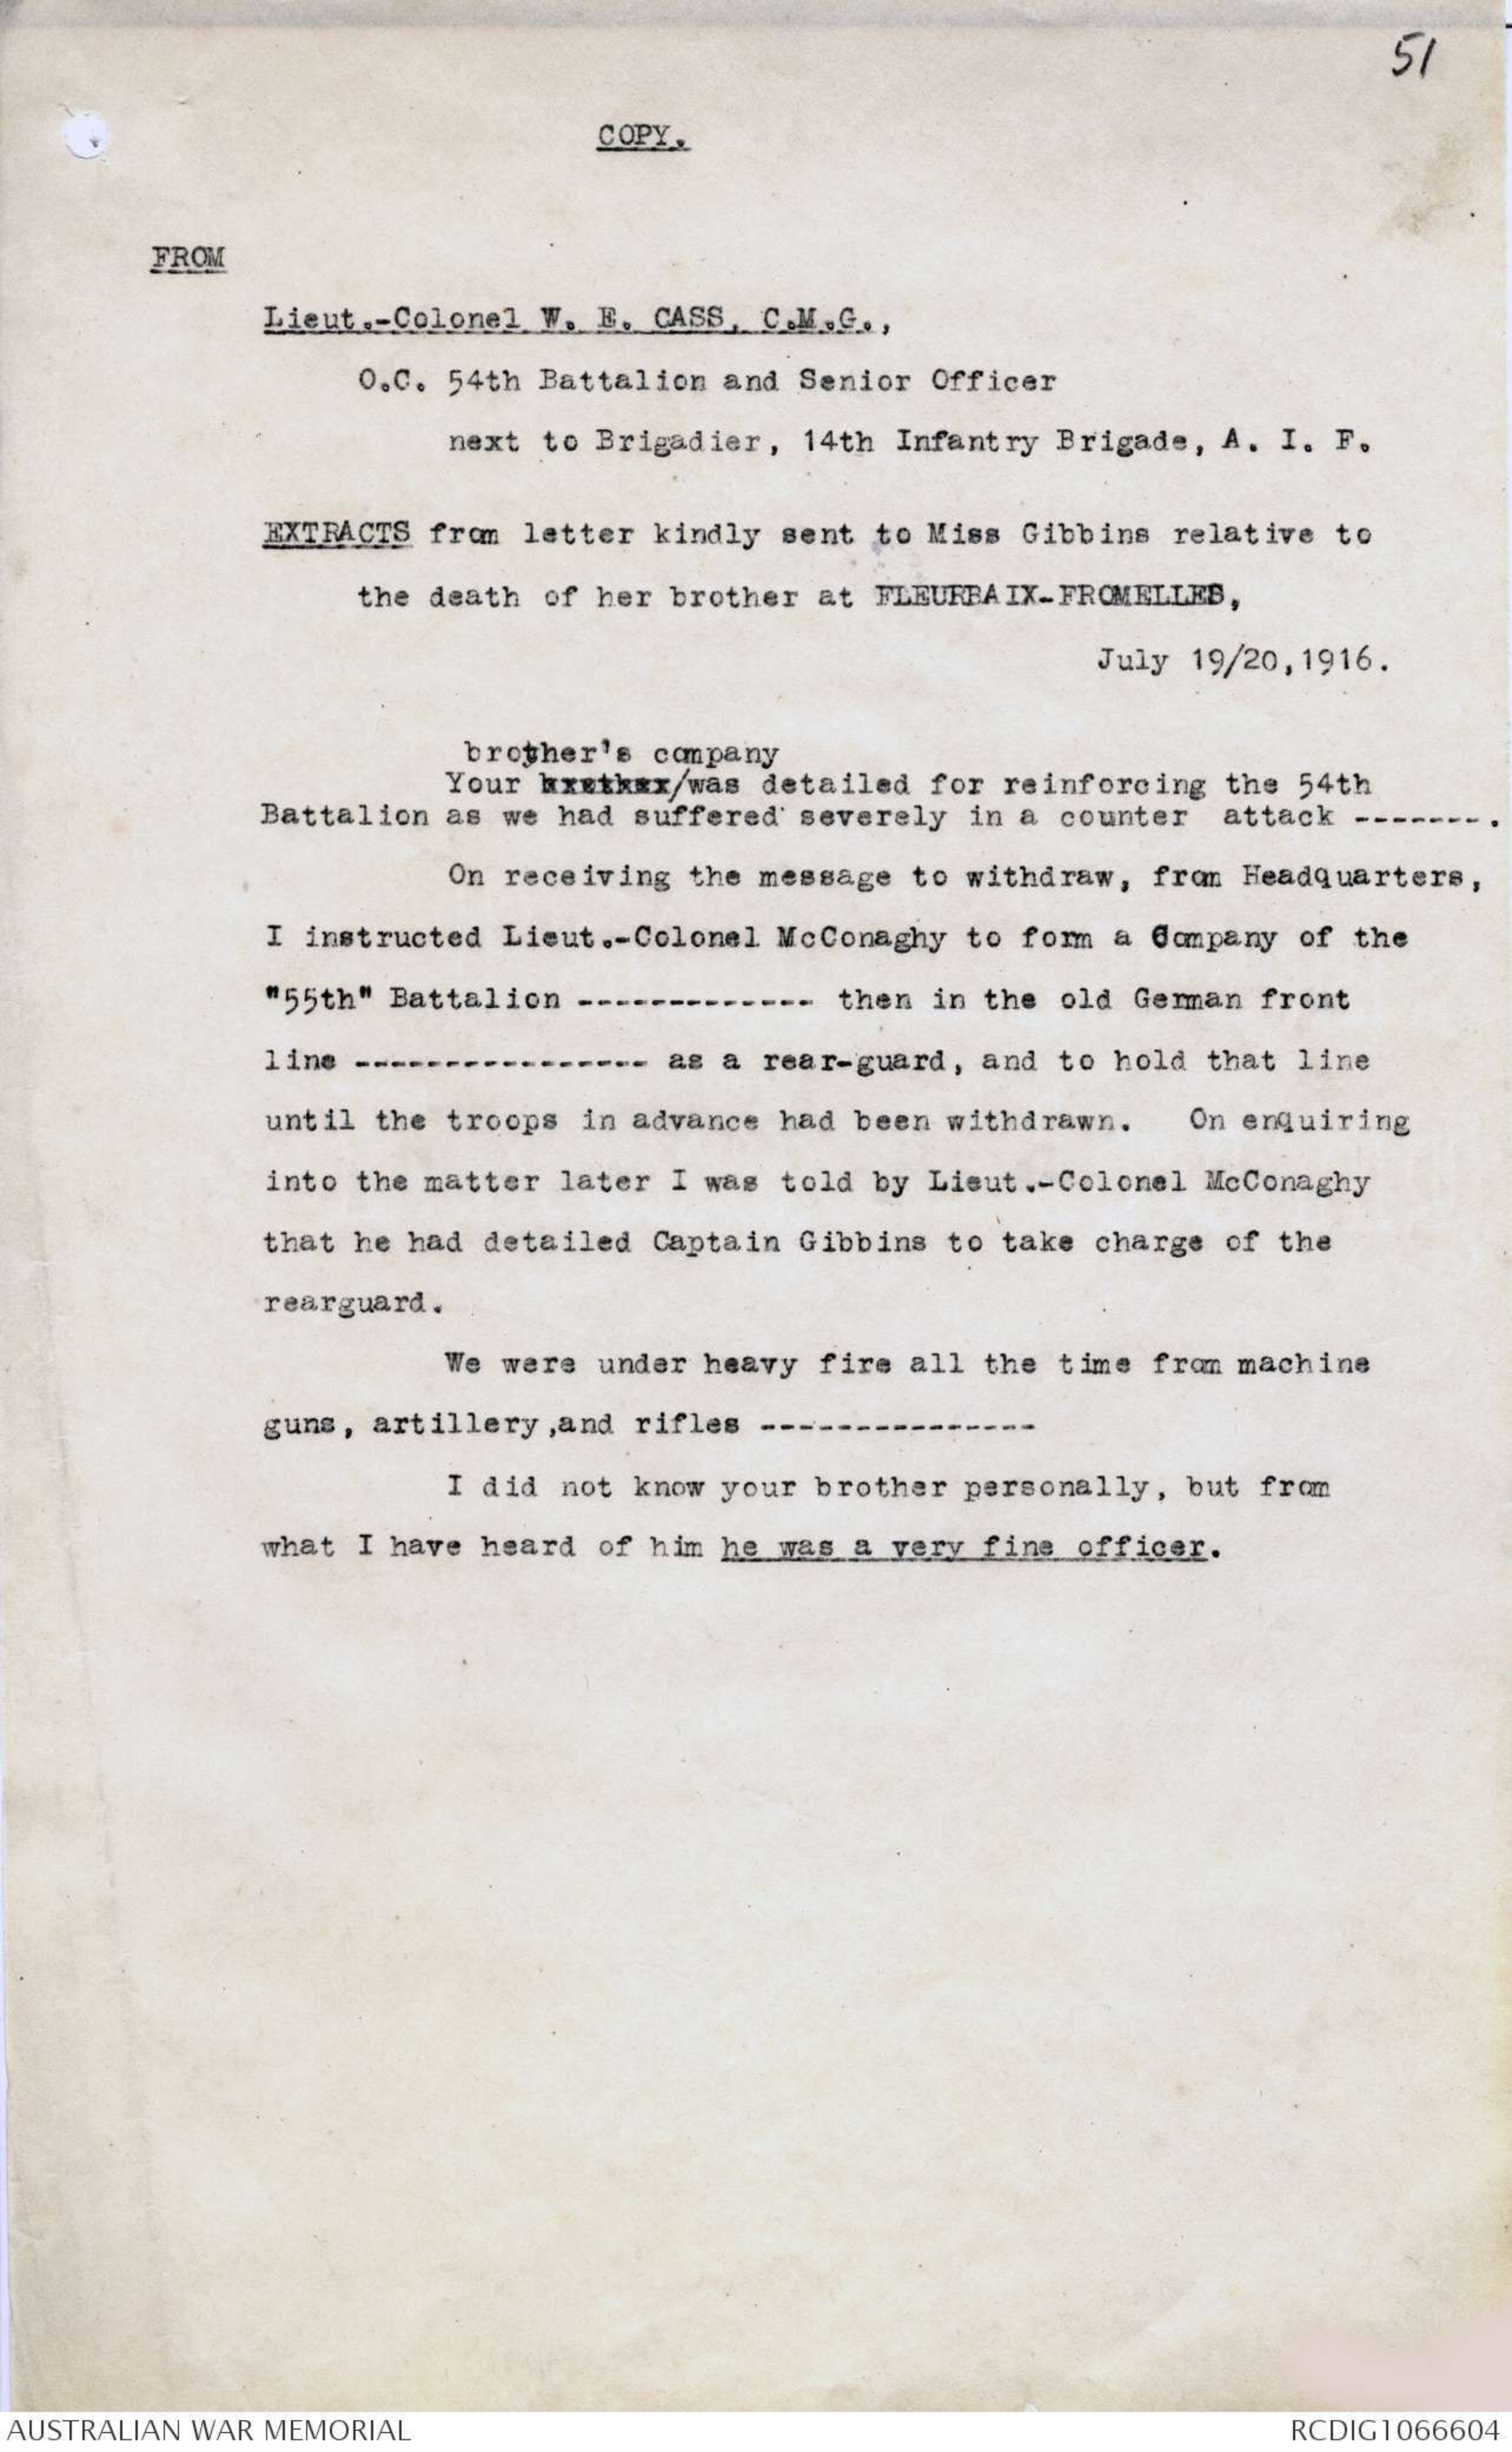 51
COPY.
FROM
Lieut.-Colonel W. E. CASS, C.M.G.,
O.C. 54th Battalion and Senior Officer
next to Brigadier, 14th Infantry Brigade, A. I. F.
EXTRACTS from letter kindly sent to Miss Gibbins relative to
the death of her brother at FLEURBAIX-FROMELLES,
July 19/20,1916.
brother's company
Your brother/was detailed for reinforcing the 54th
Battalion as we had suffered severely in a counter attack -------.
On receiving the message to withdraw, from Headquarters,
I instructed Lieut.-Colonel McConaghy to form a Company of the
"55th" Battalion ------------- then in the old German front
line ---------------- as a rear-guard, and to hold that line
until the troops in advance had been withdrawn. On enquiring
into the matter later I was told by Lieut.-Colonel McConaghy
that he had detailed Captain Gibbins to take charge of the
rearguard.
We were under heavy fire all the time from machine
guns, artillery,and rifles ---------------
I did not know your brother personally, but from
what I have heard of him he was a very fine officer.
AUSTRALIAN WAR MEMORIAL
RCDIG1066604